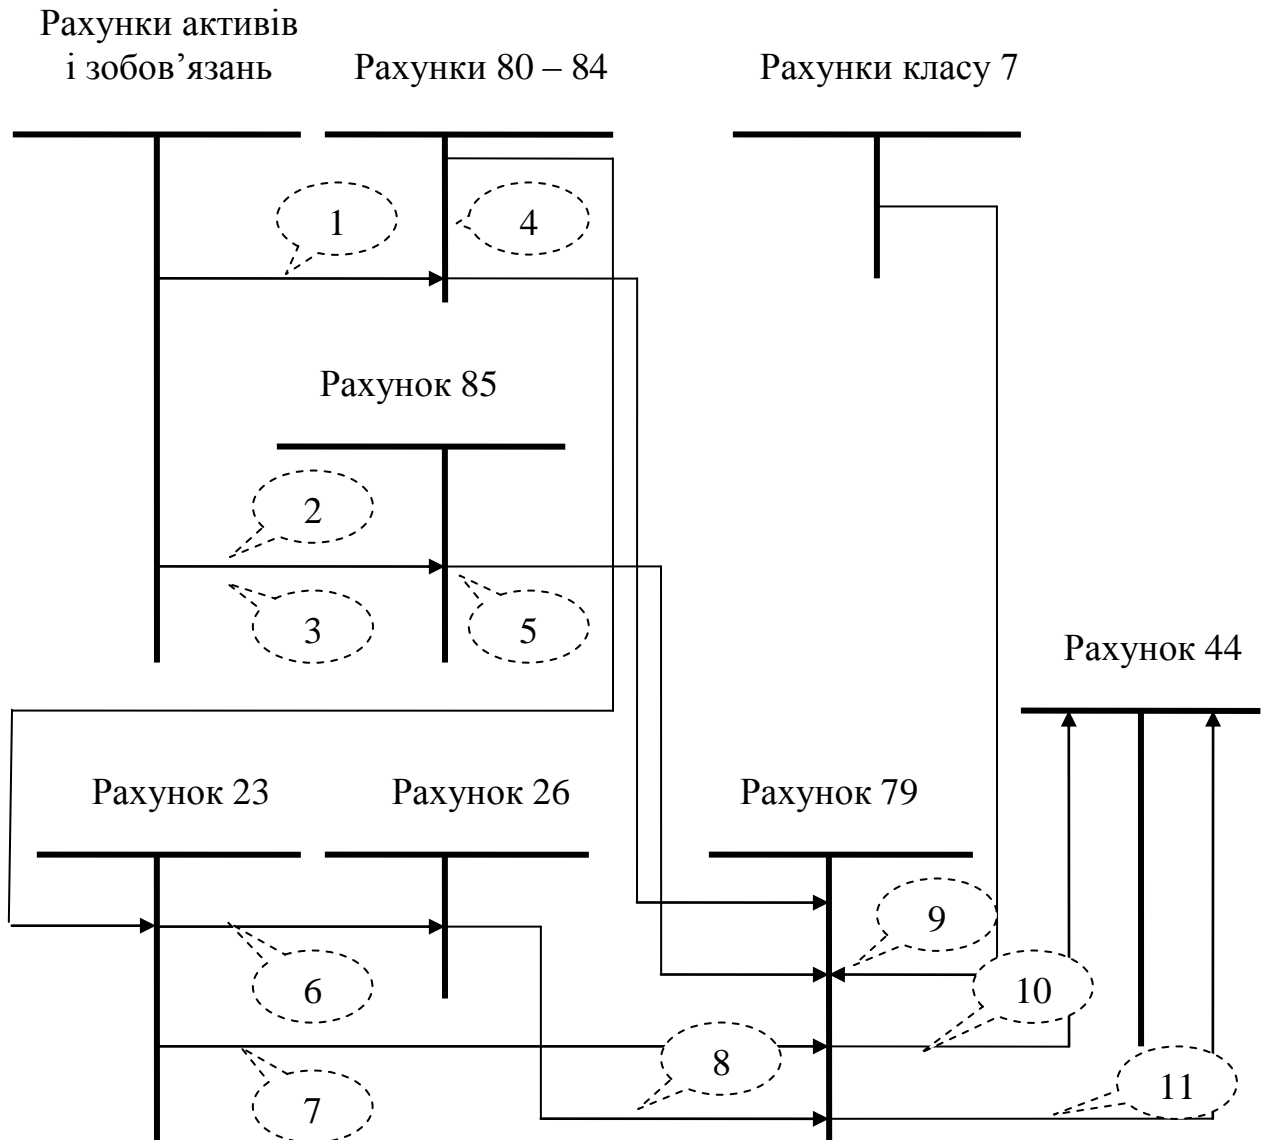 Рахунки активів
і зобов’язань
Рахунки 80 – 84
Рахунки класу 7
1
4
Рахунок 85
2
3
5
Рахунок 44
Рахунок 23
Рахунок 26
Рахунок 79
9
6
10
8
7
11